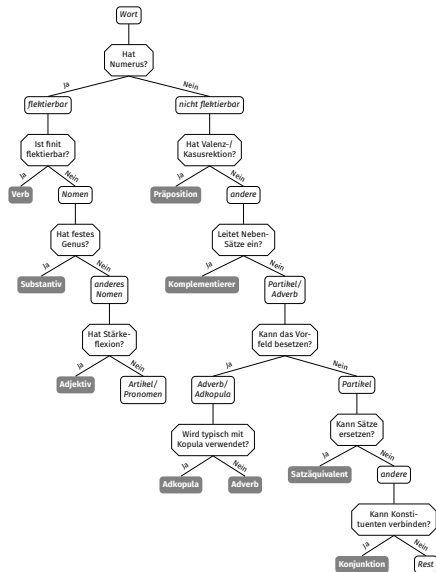 Wort
Hat
Numerus?
Ja
Nein
flektierbar
nicht flektierbar
Ist finit
flektierbar?
Hat Valenz-/
Kasusrektion?
Ja
Nein
Ja
Nein
Verb
Nomen
Präposition
andere
Hat festes
Genus?
Leitet Neben-
Sätze ein?
Ja
Nein
Ja
Nein
Substantiv
anderes
Nomen
Komplementierer
Partikel/
Adverb
Hat Stärke-
flexion?
Kann das Vor-
feld besetzen?
Ja
Nein
Ja
Nein
Adjektiv
Artikel/
Pronomen
Adverb/
Adkopula
Partikel
Wird typisch mit
Kopula verwendet?
Kann Sätze
ersetzen?
Ja
Nein
Ja
Nein
Adkopula
Adverb
Satzäquivalent
andere
Kann Konsti-
tuenten verbinden?
Ja
Nein
Konjunktion
Rest